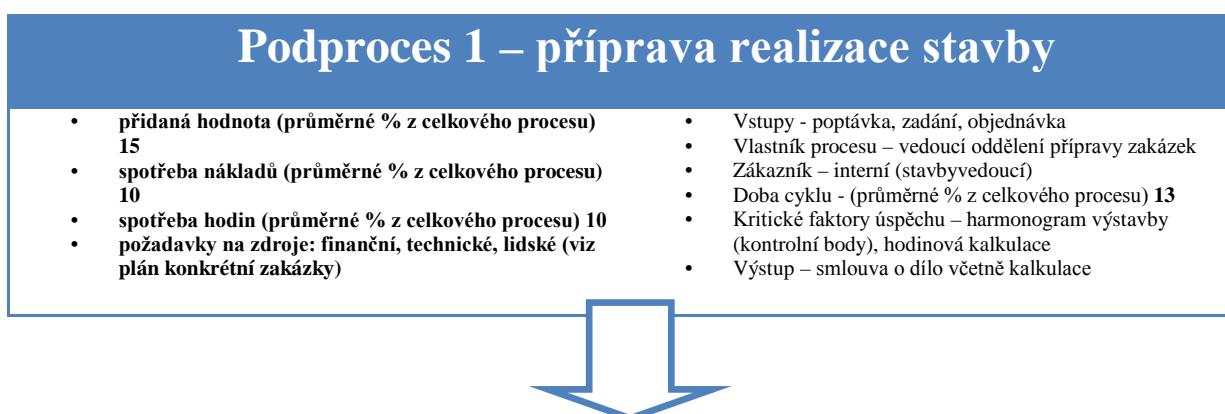 Podproces 1 – příprava realizace stavby
• přidaná hodnota (průměrné % z celkového procesu)
15
• spotřeba nákladů (průměrné % z celkového procesu)
10
• spotřeba hodin (průměrné % z celkového procesu) 10
• požadavky na zdroje: finanční, technické, lidské (viz
plán konkrétní zakázky)
• Vstupy - poptávka, zadání, objednávka
• Vlastník procesu – vedoucí oddělení přípravy zakázek
• Zákazník – interní (stavbyvedoucí)
• Doba cyklu - (průměrné % z celkového procesu) 13
• Kritické faktory úspěchu – harmonogram výstavby
(kontrolní body), hodinová kalkulace
• Výstup – smlouva o dílo včetně kalkulace